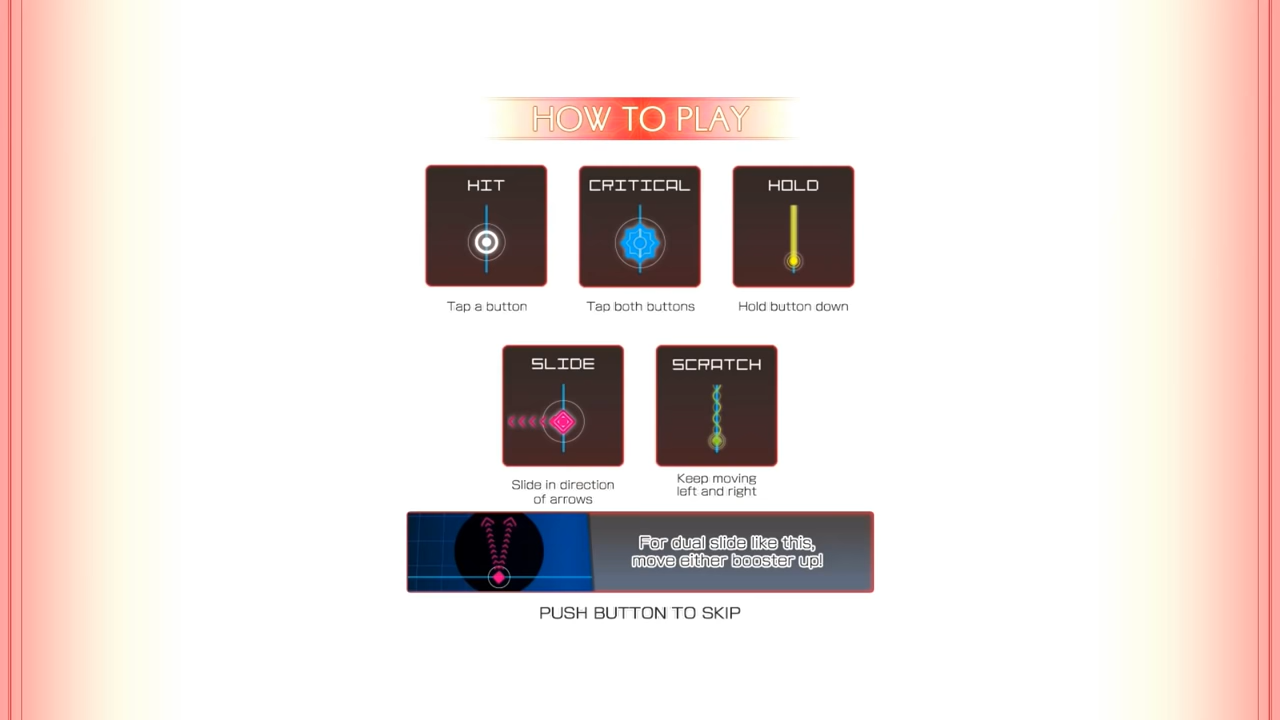 HOW TO PLAY
HIT
CRITICAL
HOLD
Tap a button
Tap both buttons
Hold button down
SLIDE
SCRATCH
Slide in direction
of arrows
Keep moving
left and right
For dual slide like this,
move either booster up!
PUSH BUTTON TO SKIP